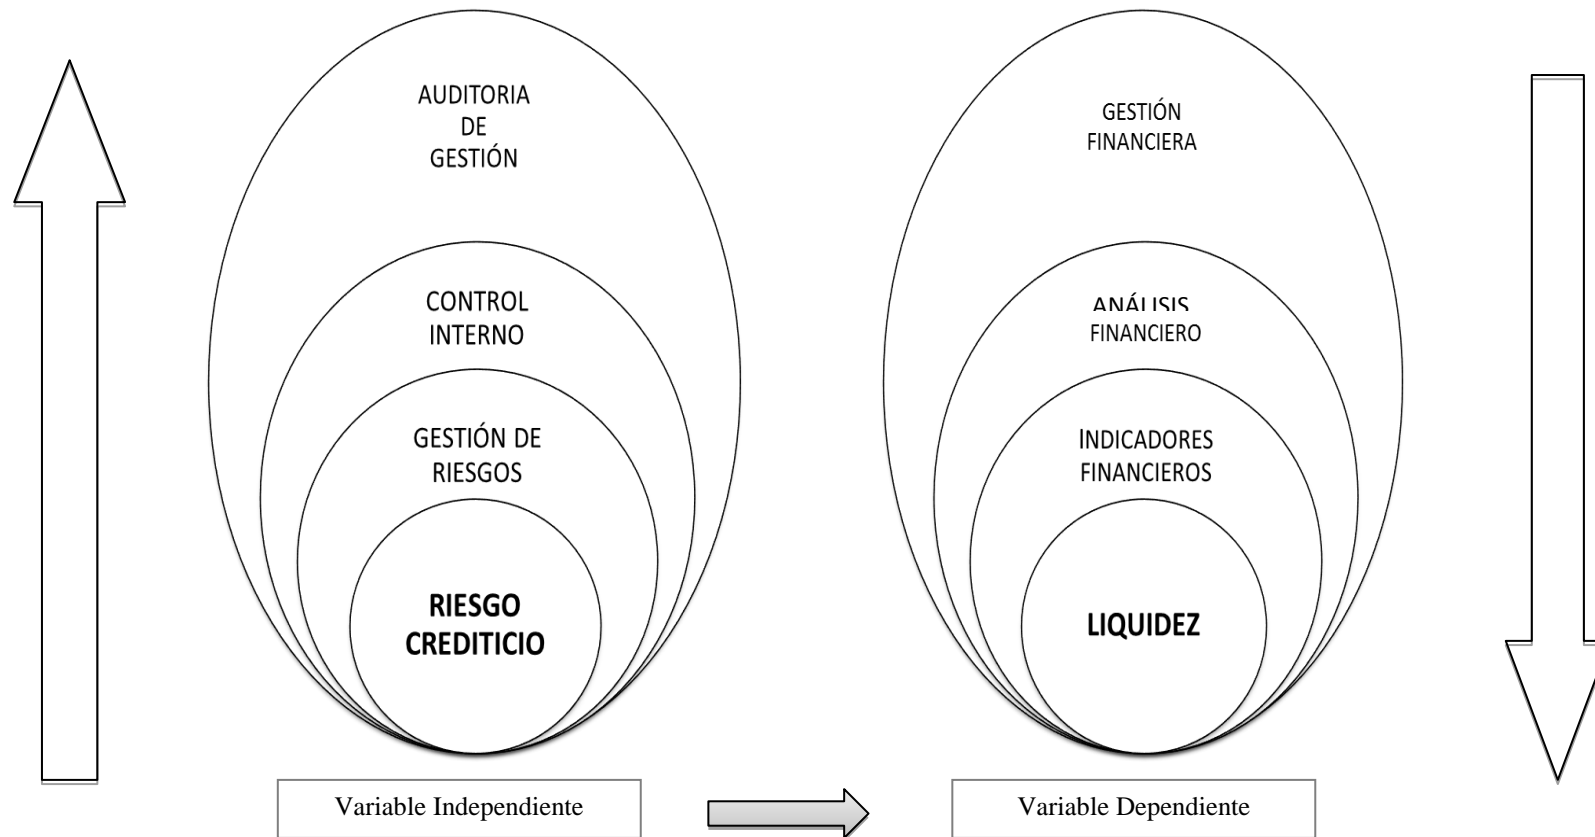 AUDITORIA
DE
GESTIÓN
CONTROL
INTERNO
GESTIÓN DE
RIESGOS
RIESGO
CREDITICIO
Variable Independiente
GESTIÓN
FINANCIERA
ANÁLISIS
FINANCIERO
INDICADORES
FINANCIEROS
LIQUIDEZ
Variable Dependiente